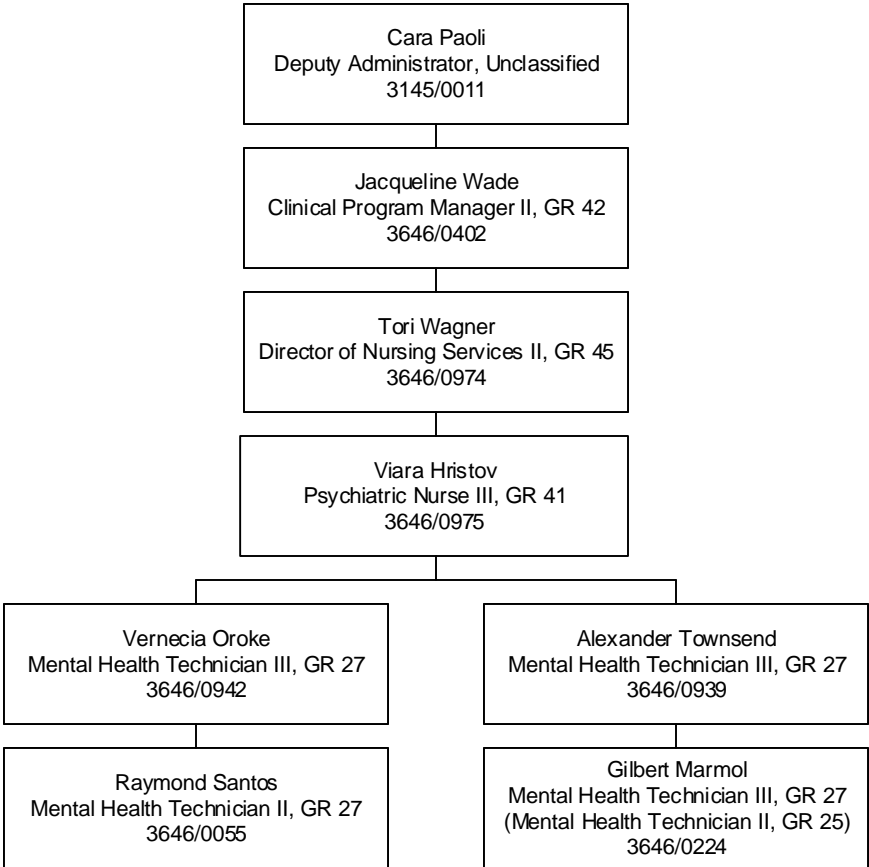 Cara Paoli
Deputy Administrator, Unclassified
3145/0011
Jacqueline Wade
Clinical Program Manager II, GR 42
3646/0402
Tori Wagner
Director of Nursing Services II, GR 45
3646/0974
Viara Hristov
Psychiatric Nurse III, GR 41
3646/0975
Vernecia Oroke
Mental Health Technician III, GR 27
3646/0942
Alexander Townsend
Mental Health Technician III, GR 27
3646/0939
Raymond Santos
Mental Health Technician II, GR 27
3646/0055
Gilbert Marmol
Mental Health Technician III, GR 27
(Mental Health Technician II, GR 25)
3646/0224